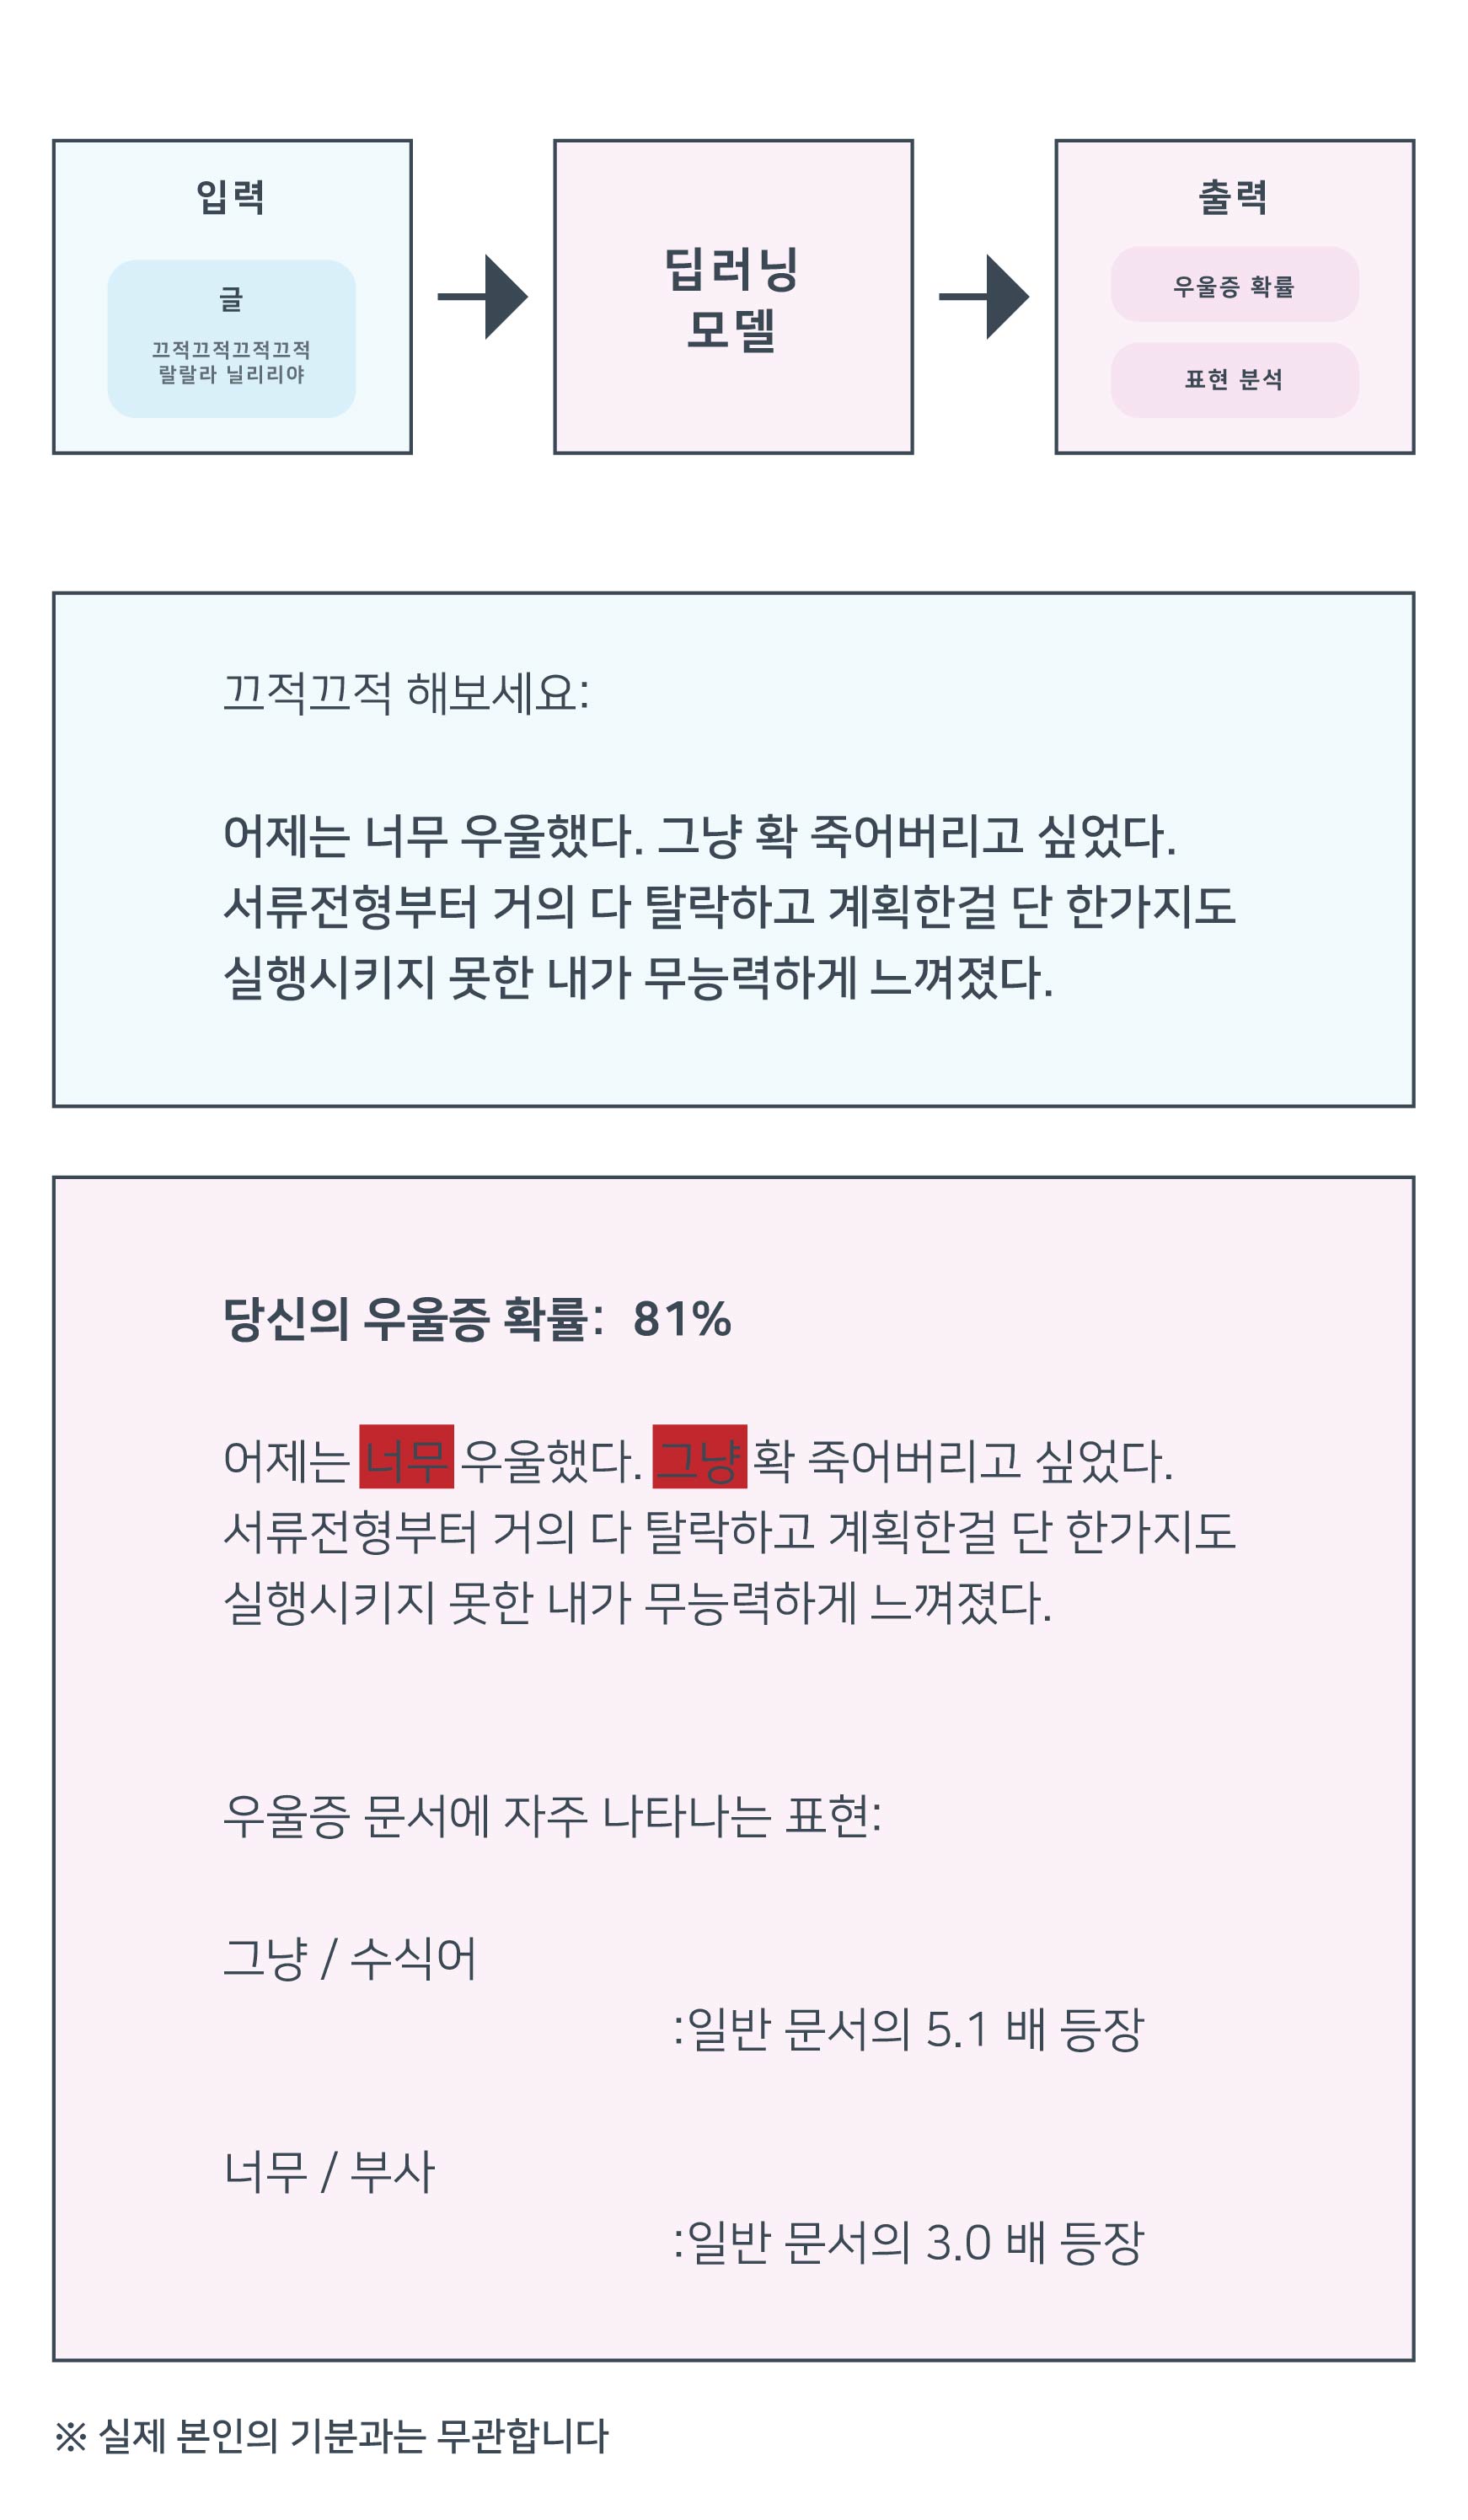 입력
글
끄적끄적끄적끄적
랄랄라 닐리리야
딥러닝
모델
출력
우울증 확률
표현 분석
끄적끄적 해보세요:
어제는 너무 우울했다. 그냥 확 죽어버리고 싶었다.
서류전형부터 거의 다 탈락하고 계획한걸 단 한가지도
실행시키지 못한 내가 무능력하게 느껴졌다.
당신의 우울증 확률: 81%
어제는 너무 우울했다. 그냥 확 죽어버리고 싶었다.
서류전형부터 거의 다 탈락하고 계획한걸 단 한가지도
실행시키지 못한 내가 무능력하게 느껴졌다.
우울증 문서에 자주 나타나는 표현:
그냥 / 수식어
:일반 문서의 5.1 배 등장
너무 / 부사
:일반 문서의 3.0 배 등장
※ 실제 본인의 기분과는 무관합니다